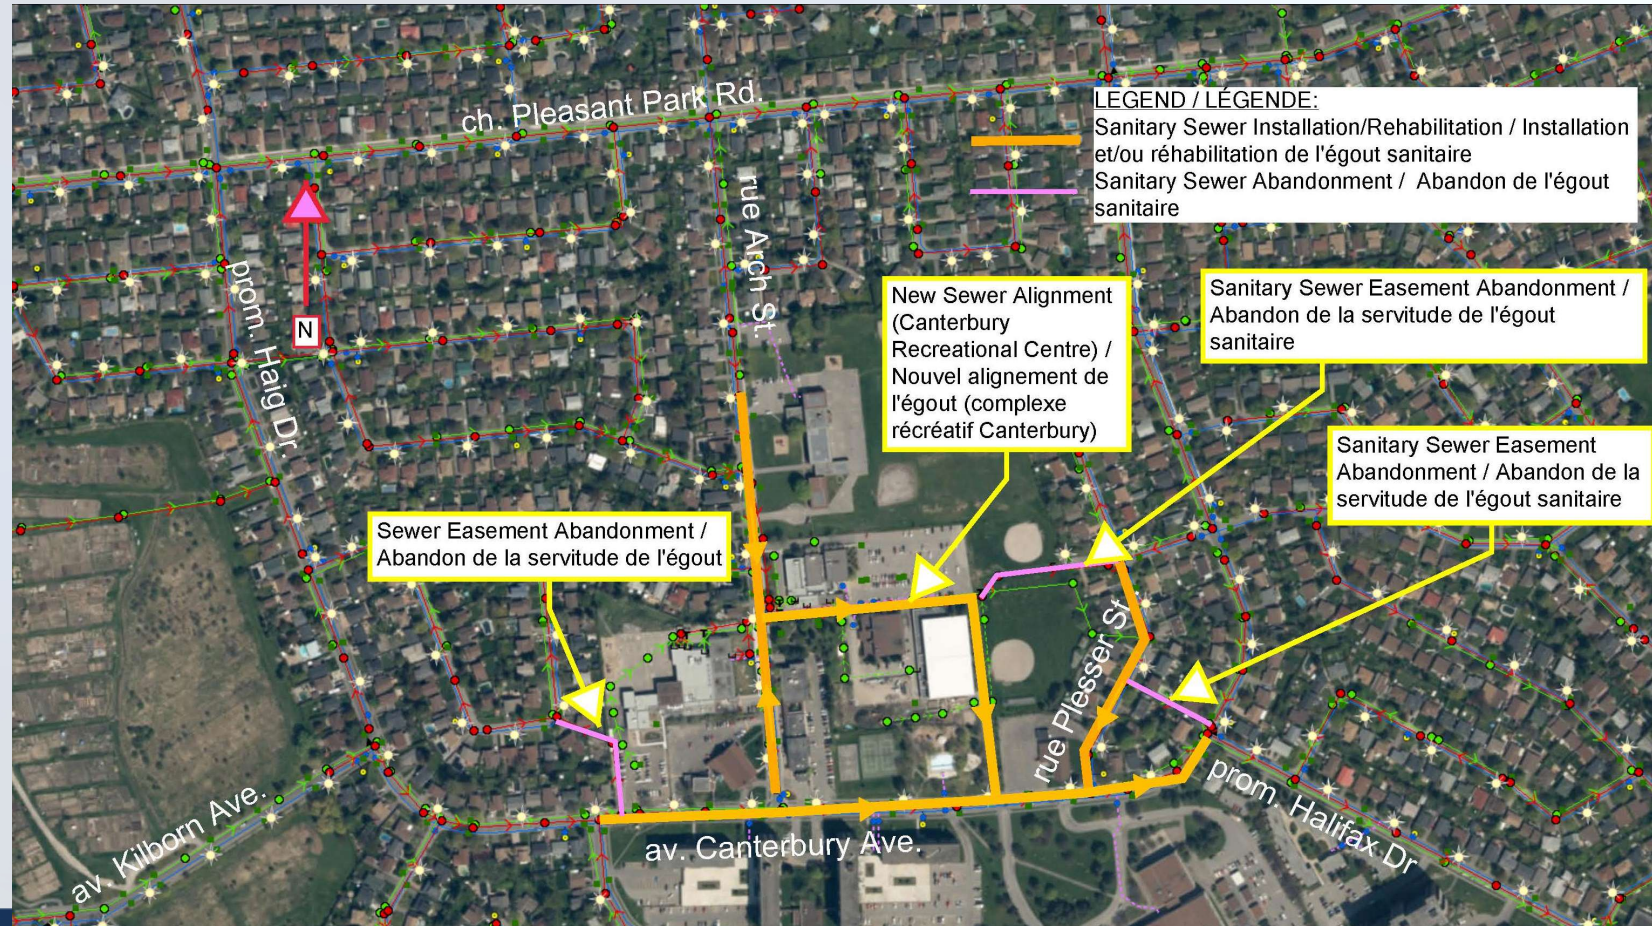 ch. Pleasant Park Rd.
LEGEND / LÉGENDE:
Sanitary Sewer Installation/Rehabilitation / Installation
et/ou réhabilitation de l'égout sanitaire
Sanitary Sewer Abandonment / Abandon de l'égout
sanitaire
rue Arch St.
prom. Haig Dr.
N
New Sewer Alignment
(Canterbury
Recreational Centre) /
Nouvel alignement de
l'égout (complexe
récréatif Canterbury)
Sanitary Sewer Easement Abandonment /
Abandon de la servitude de l'égout
sanitaire
Sanitary Sewer Easement
Abandonment / Abandon de la
servitude de l'égout sanitaire
Sewer Easement Abandonment /
Abandon de la servitude de l'égout
rue Plesser St.
prom. Halifax Dr
av. Kilborn Ave.
av. Canterbury Ave.